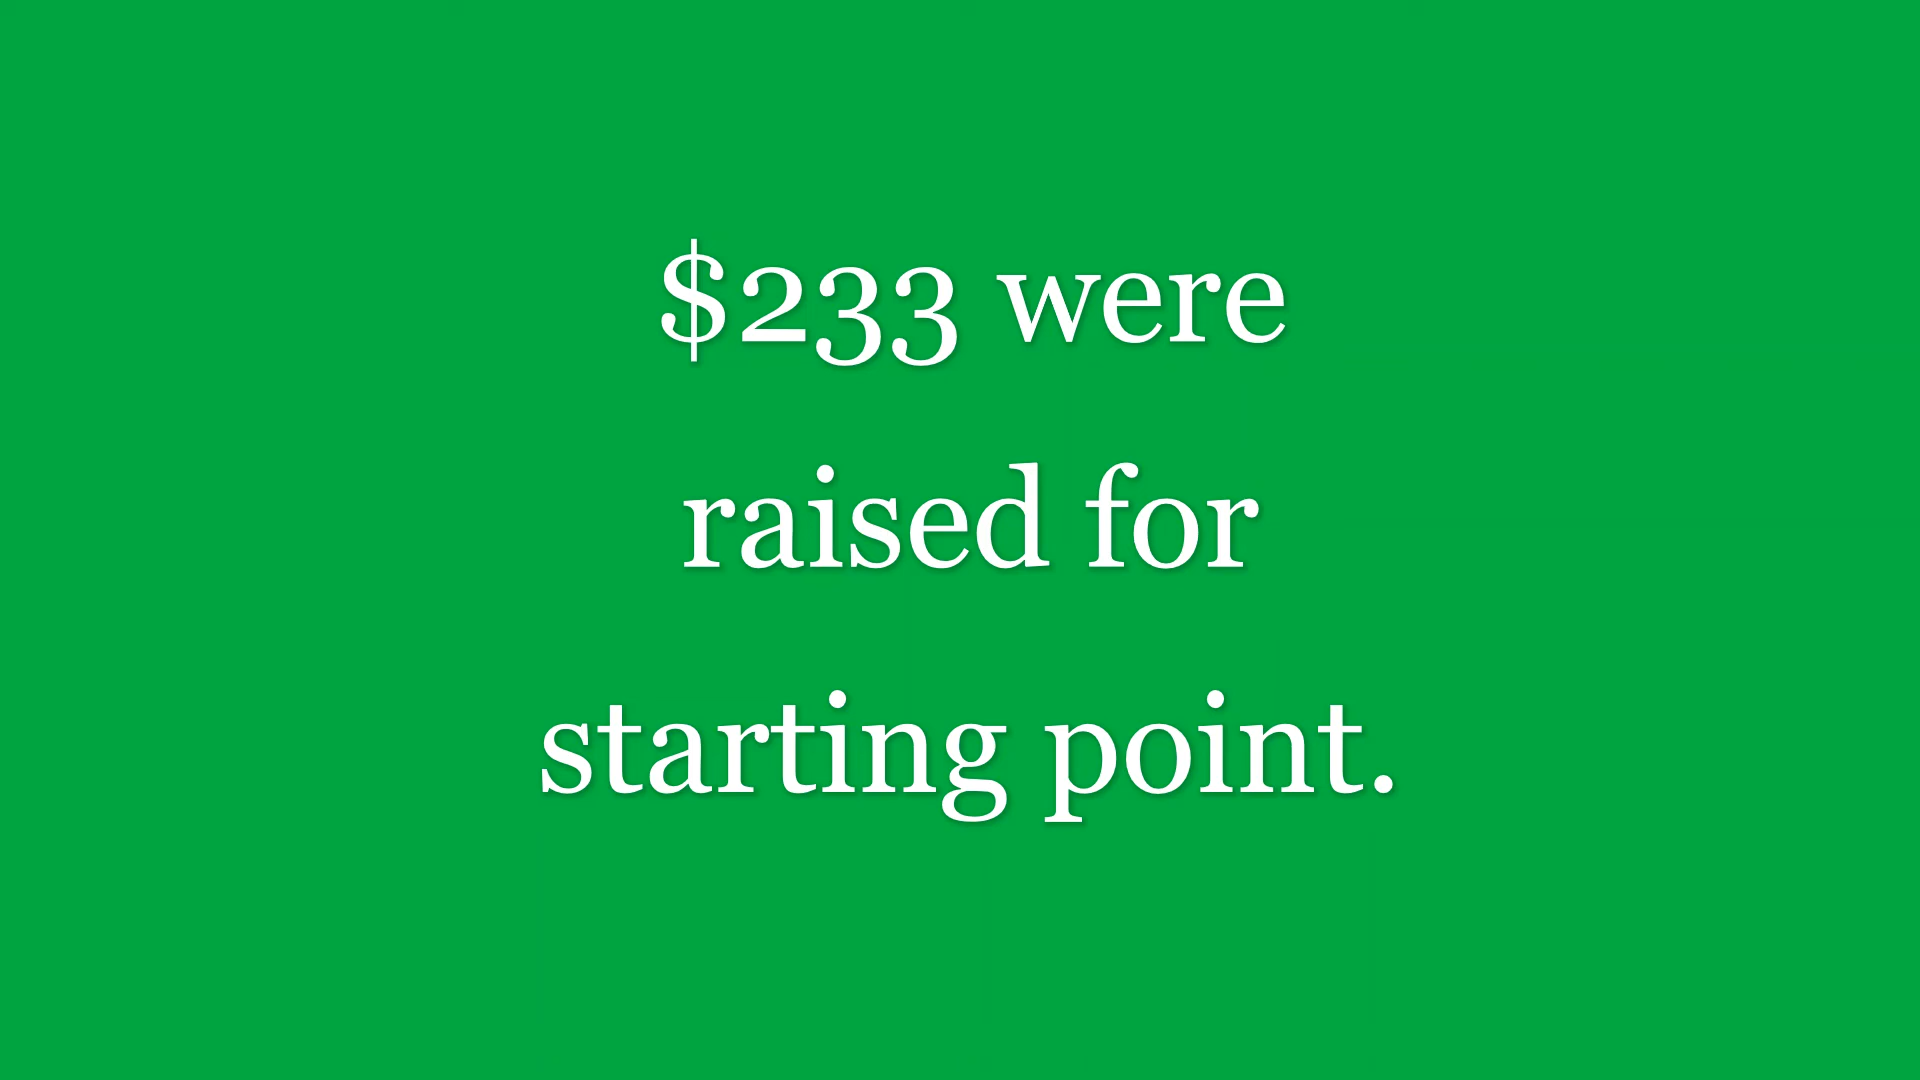 $233 were
raised for
starting point.